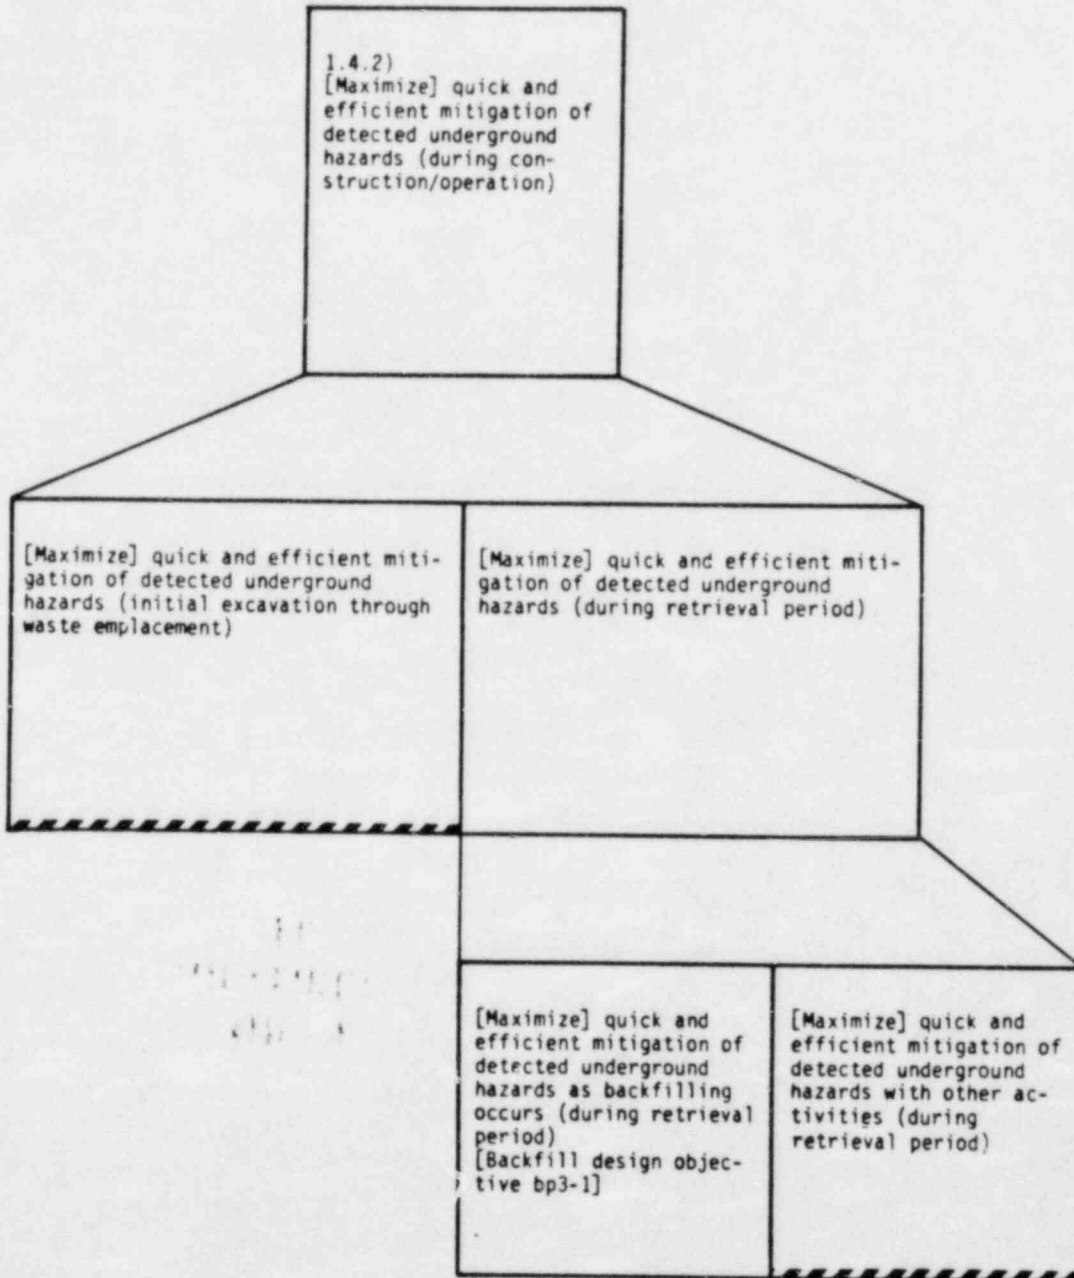 1.4.2)
[Maximize] quick and
efficient mitigation of
detected underground
hazards (during con-
struction/operation)
[Maximize] quick and efficient miti-
gation of detected underground
hazards (initial excavation through
waste emplacement)
[Maximize] quick and efficient miti-
gation of detected underground
hazards (during retrieval period)
[Maximize] quick and
efficient mitigation of
detected underground
hazards as backfilling
occurs (during retrieval
period)
[Backfill design objec-
tive bp3-1]
[Maximize] quick and
efficient mitigation of
detected underground
hazards with other ac-
tivities (during
retrieval period)